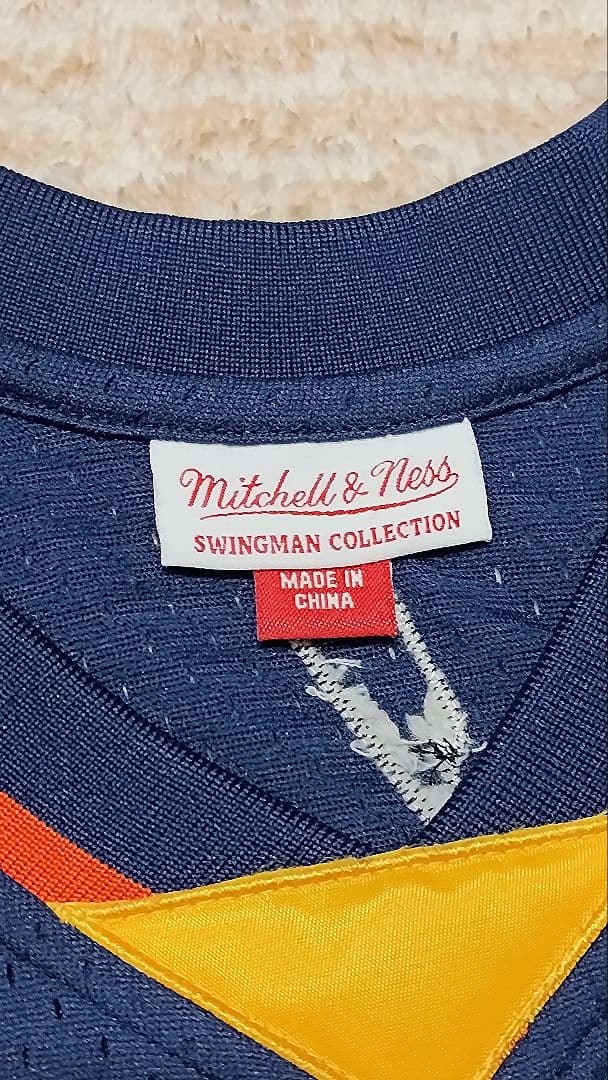 Mitchell & Ness
SWINGMAN COLLECTION
MADE IN
CHINA